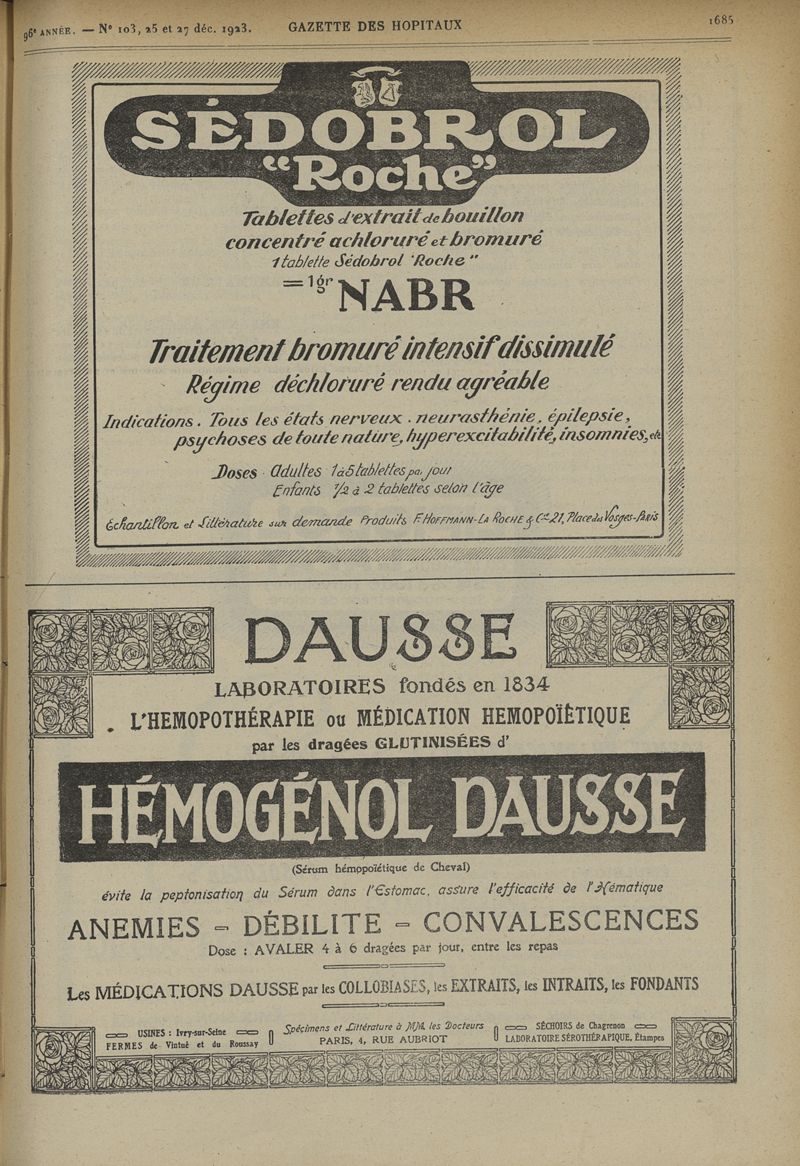 96e ANNÉE. — No 103, 25 et 27 déc. 1923. GAZETTE DES HOPITAUX 1685
SÉDOBROL
"Roche"
Tablettes d'extrait de bouillon
concentré achloruré et bromuré
1 tablette Sédobrol "Roche"
= 1gr NABR
Traitement bromuré intensif dissimulé
Régime déchloruré rendu agréable
Indications. Tous les états nerveux. neurasthénie. épilepsie,
psychoses de toute nature, hyperexcitabilité, insomnies, etc
Doses Adultes 1 à 5 tablettes par jour
Enfants 1/2 à 2 tablettes selon l'âge
Échantillon et Littérature sur demande Produits F. HOFFMANN-LA ROCHE & Cie 21, Place des Vosges-Paris
DAUSSE
LABORATOIRES fondés en 1834
L'HEMOPOTHÉRAPIE ou MÉDICATION HEMOPOÏÈTIQUE
par les dragées GLUTINISÉES d'
HÉMOGÉNOL DAUSSE
(Sérum hémopoïétique de Cheval)
évite la peptonisation du Sérum dans l'Estomac, assure l'efficacité de l'Hématique
ANEMIES - DÉBILITE - CONVALESCENCES
Dose : AVALER 4 à 6 dragées par jour, entre les repas
Les MÉDICATIONS DAUSSE par les COLLOBIASES, les EXTRAITS, les INTRAITS, les FONDANTS
USINES : Ivry-sur-Seine
FERMES de Vintué et du Roussay
Spécimens et Littérature à MM. les Docteurs
PARIS, 4, RUE AUBRIOT
SÉCHOIRS de Chagrenon
LABORATOIRE SÉROTHÉRAPIQUE, Étampes